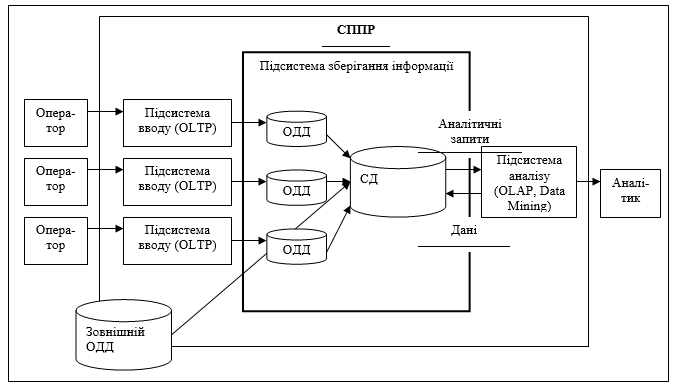 СППР
Підсистема зберігання інформації
Опера-
тор
Підсистема
вводу (OLTP)
ОДД
Опера-
тор
Підсистема
вводу (OLTP)
ОДД
Опера-
тор
Підсистема
вводу (OLTP)
ОДД
СД
Аналітичні
запити
Дані
Підсистема
аналізу
(OLAP, Data
Mining)
Аналі-
тик
Зовнішній
ОДД